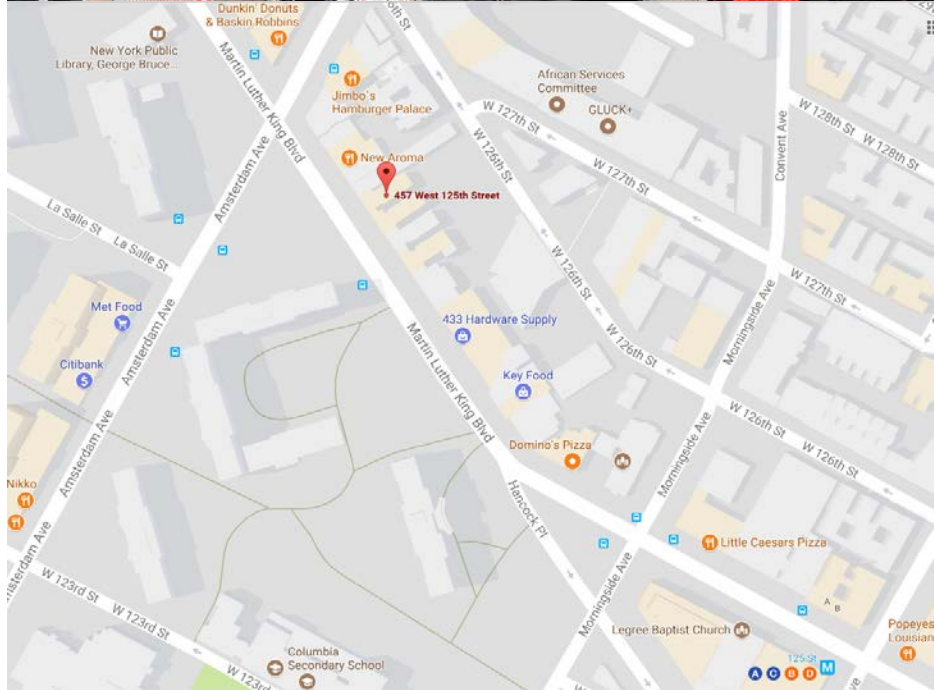 Dunkin' Donuts
& Baskin Robbins
New York Public
Library, George Bruce...
Jimbo's
Hamburger Palace
African Services
Committee
GLUCK+
New Aroma
457 West 125th Street
Martin Luther King Blvd
Amsterdam Ave
W 126th St
W 127th St
W 127th St
Convent Ave
W 128th St
W 128th St
La Salle St
La Salle St
Amsterdam Ave
W 126th St
W 127th St
Met Food
Citibank
433 Hardware Supply
Key Food
Martin Luther King Blvd
Morningside Ave
W 126th St
W 126th St
Amsterdam Ave
Domino's Pizza
Morningside Ave
Nikko
Hancock Pl
Little Caesars Pizza
W 123rd St
W 123rd St
Morningside Ave
A
B
Legree Baptist Church
Popeyes
Louisian
Columbia
Secondary School
W 123rd
125 St
A C B D M